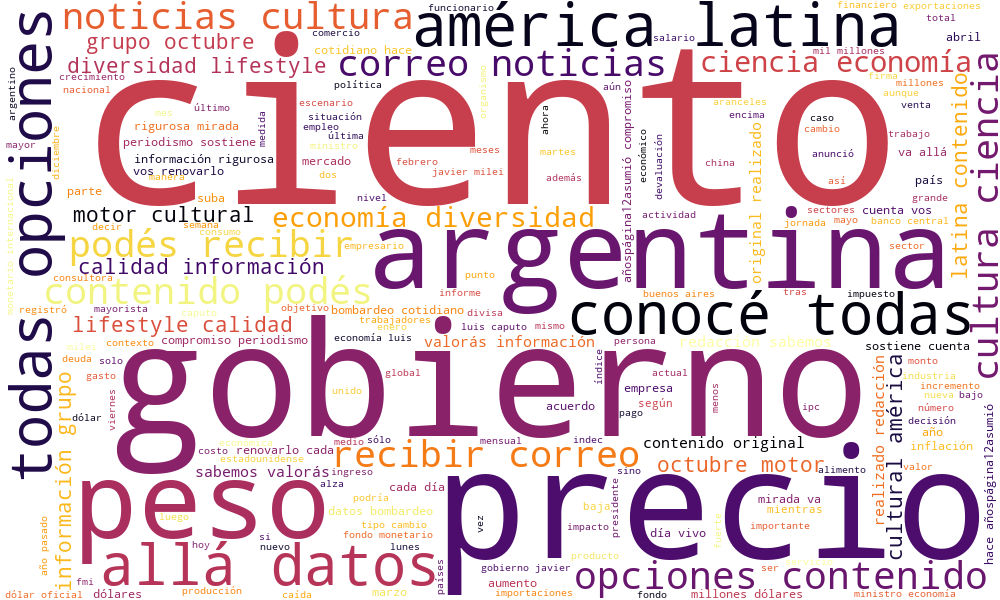 funcionario
financiero
exportaciones
noticias cultura
américa latina
total
comercio
salario
abril
grupo octubre
cotidiano hace
mil millones
diversidad lifestyle
correo noticias
ciencia economía
crecimiento
política
organismo
aún
firma
millones
nacional
aunque
argentino
todas opciones
cultura ciencia
latina contenido
ciento
nes
último
escenario
aranceles
venta
situación
encima
caso
rigurosa mirada
empleo
ahora
cambio
trabajo
mayor
periodismo sostiene
medida
última
ministro
diciembre
mercado
meses
martes
económico
devaluación
china
anunció
va allá
información rigurosa
febrero
vos renovarlo
dos
javier milei
además
así
país
manera
parte
suba
nivel
original realizado
añospáginal2asumió compromiso
sectores
cuenta vos
grande
motor cultural
economía diversidad
actividad
jornada
mayo
banco central
decir
semana
consumo
monetario internacional
podés recibir
empresario
argentina
sector
calidad información
consultora
punto
tras
contenido podés
informe
buenos aires
impuesto
registró
mayorista
objetivo
bombardeo cotidiano
divisa
conocé todas
caputo
trabajadores
lifestyle calidad
enero
luis caputo
mismo
persona
redacción sabemos
contexto
compromiso periodismo
economía luis
valorás información
sostiene cuenta
milei
deuda
solo
gobierno
índice
actual
monto
gasto
global
empresa
industria
incremento
unido
según
menos
nueva
bajo
dólar
viernes
acuerdo
pago
ipc
número
decisión
información grupo
realizado redacción
cultural américa
año
inflación
económica
medio
sólo
mensual
indec
contenido original
costo
renovarlo cada
estadounidense
recibir correo
octubre motor
valor
sabemos valorás
ingreso
sino
alimento
hace añospáginal2asumió
peso
precio
alza
cada día
mirada va
podría
datos bombardeo
baja
presidente
mientras
luego
tipo cambio
vez
impacto
fuerte
importante
año pasado
si
fondo monetario
día vivo
hoy
nuevo
lunes
allá datos
países
producto
gobierno javier
ser
fmi
aumento
opciones contenido
dólar oficial
dólares
producción
caída
marzo
importaciones
fondo
millones dólares
ministro economía